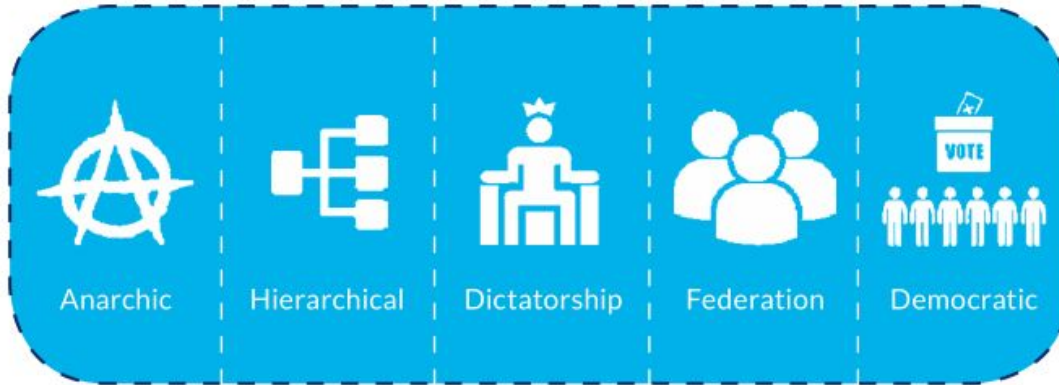 VOTE
Anarchic
Hierarchical
Dictatorship
Federation
Democratic